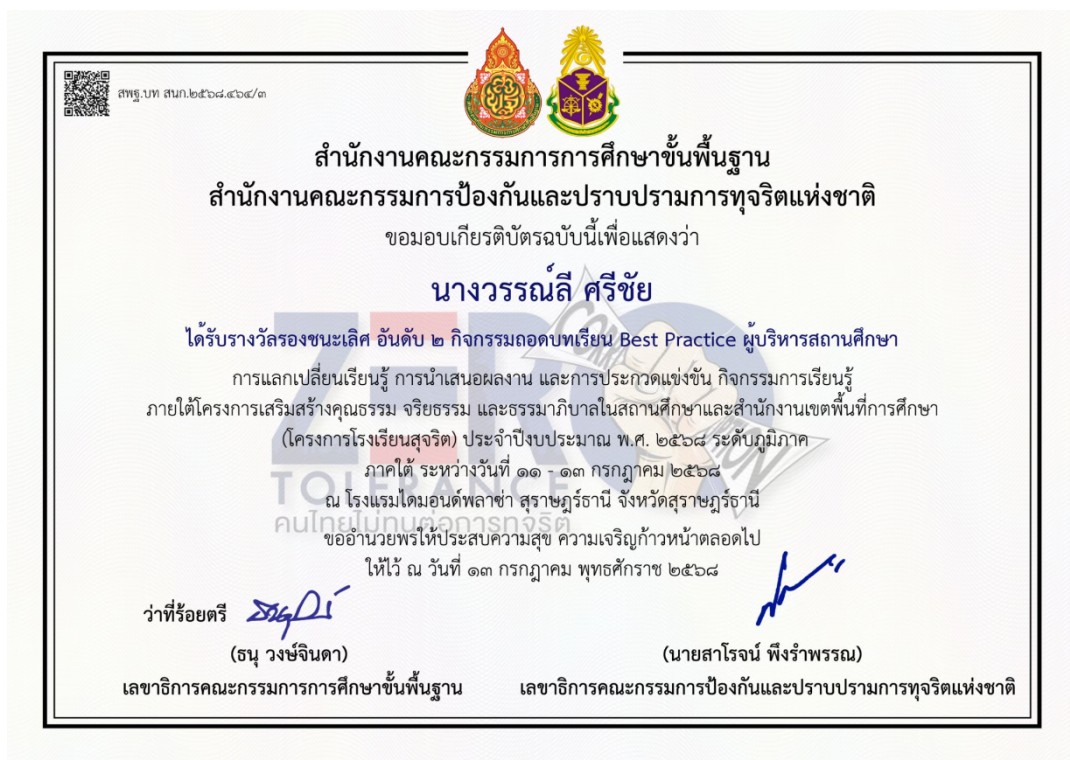 สพฐ.บท สนก.๒๕๖๘.๔๖๔/๓
สำนักงานคณะกรรมการการศึกษาขั้นพื้นฐาน
สำนักงานคณะกรรมการป้องกันและปราบปรามการทุจริตแห่งชาติ
ขอมอบเกียรติบัตรฉบับนี้เพื่อแสดงว่า
นางวรรณ์ลี ศรีชัย
ได้รับรางวัลรองชนะเลิศ อันดับ ๒ กิจกรรมถอดบทเรียน Best Practice ผู้บริหารสถานศึกษา
การแลกเปลี่ยนเรียนรู้ การนำเสนอผลงาน และการประกวดแข่งขัน กิจกรรมการเรียนรู้
ภายใต้โครงการเสริมสร้างคุณธรรม จริยธรรม และธรรมาภิบาลในสถานศึกษาและสำนักงานเขตพื้นที่การศึกษา
(โครงการโรงเรียนสุจริต) ประจำปีงบประมาณ พ.ศ. ๒๕๖๘ ระดับภูมิภาค
ภาคใต้ ระหว่างวันที่ ๑๑ - ๑๓ กรกฎาคม ๒๕๖๘
ณ โรงแรมไดมอนด์พลาซ่า สุราษฎร์ธานี จังหวัดสุราษฎร์ธานี
ขออำนวยพรให้ประสบความสุข ความเจริญก้าวหน้าตลอดไป
ให้ไว้ ณ วันที่ ๑๓ กรกฎาคม พุทธศักราช ๒๕๖๘
ZERO
TOLERANCE
คนไทยไม่ทนต่อการทุจริต
ว่าที่ร้อยตรี
(ธนุ วงษ์จินดา)
เลขาธิการคณะกรรมการการศึกษาขั้นพื้นฐาน
(นายสาโรจน์ พึงรำพรรณ)
เลขาธิการคณะกรรมการป้องกันและปราบปรามการทุจริตแห่งชาติ